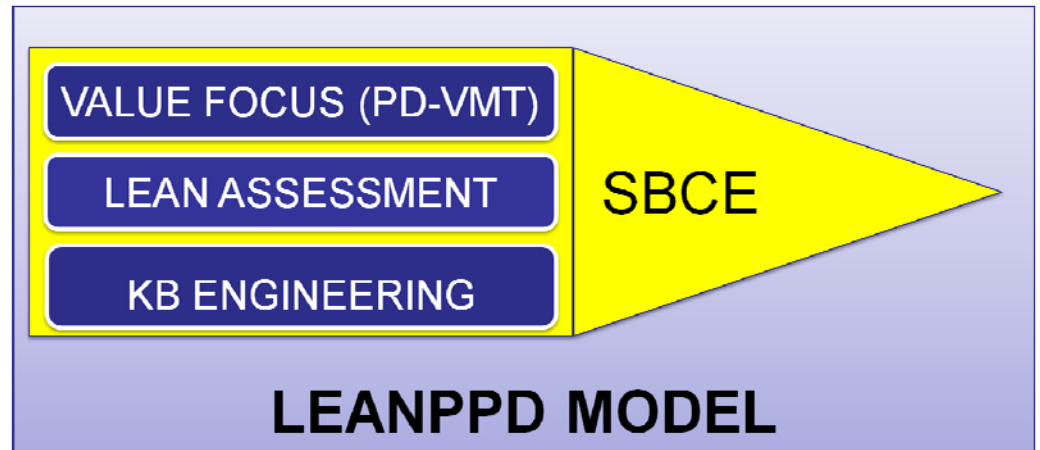 VALUE FOCUS (PD-VMT)
LEAN ASSESSMENT
KB ENGINEERING
SBCE
LEANPPD MODEL